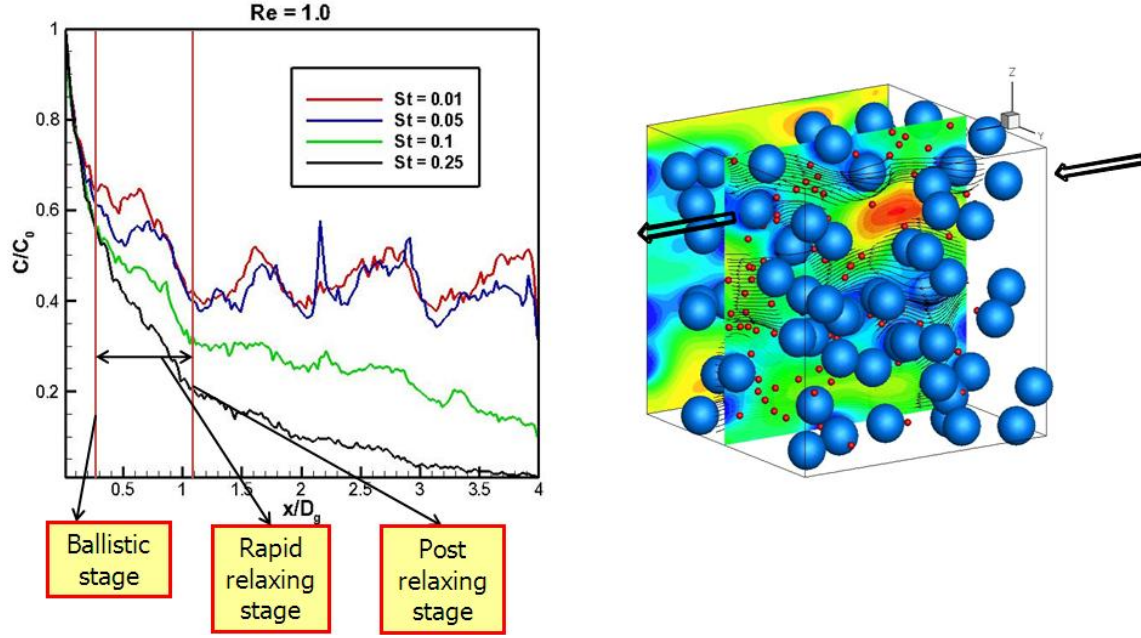 Re = 1.0
C/C0
1
0.8
0.6
0.4
0.2
St = 0.01
St = 0.05
St = 0.1
St = 0.25
0.5
1
1.5
2
2.5
3
3.5
4
x/Dg
Ballistic
stage
Rapid
relaxing
stage
Post
relaxing
stage
Z
Y